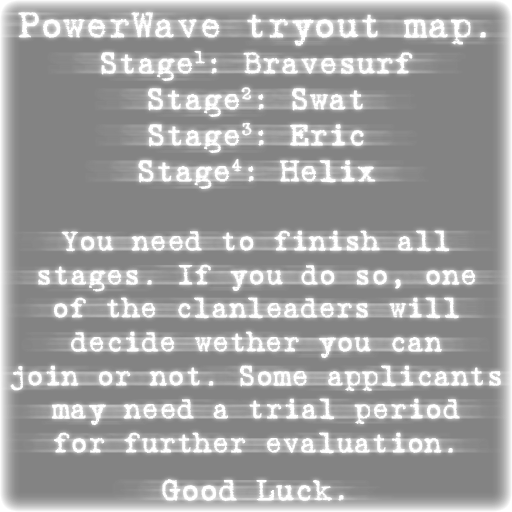 PowerWave tryout map.
Stage¹: Bravesurf
Stage²: Swat
Stage³: Eric
Stage⁴: Helix
You need to finish all
stages. If you do so, one
of the clanleaders will
decide wether you can
join or not. Some applicants
may need a trial period
for further evaluation.
Good Luck.